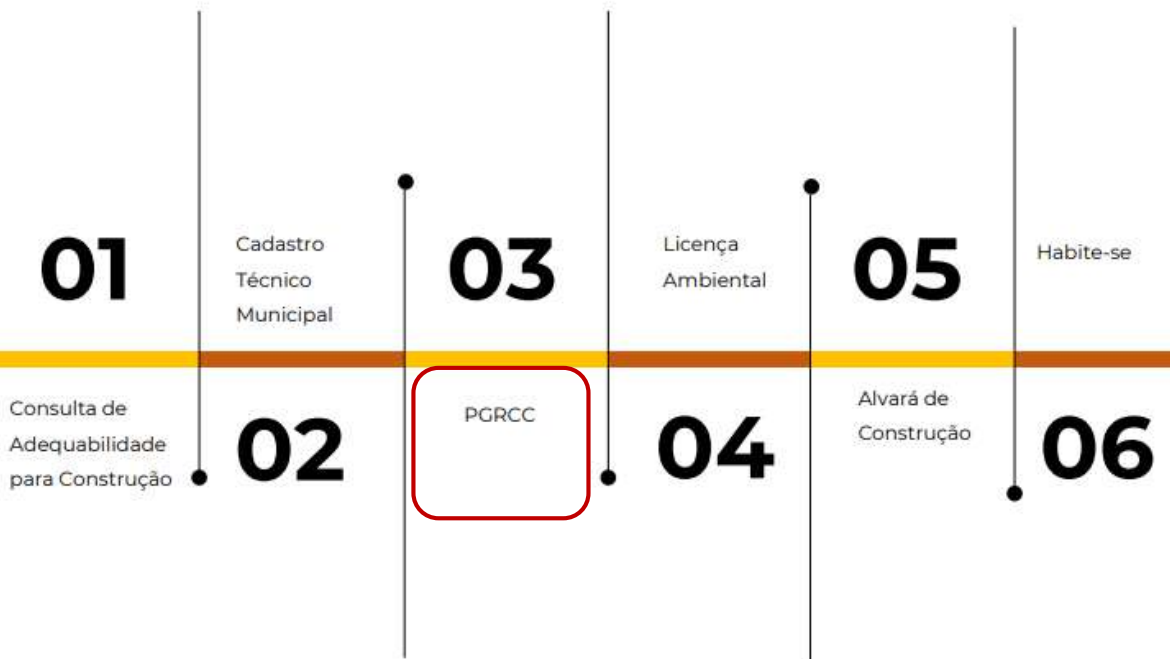 01
Consulta de
Adequabilidade
para Construção
Cadastro
Técnico
Municipal
02
03
PGRCC
Licença
Ambiental
04
05
Alvará de
Construção
Habite-se
06